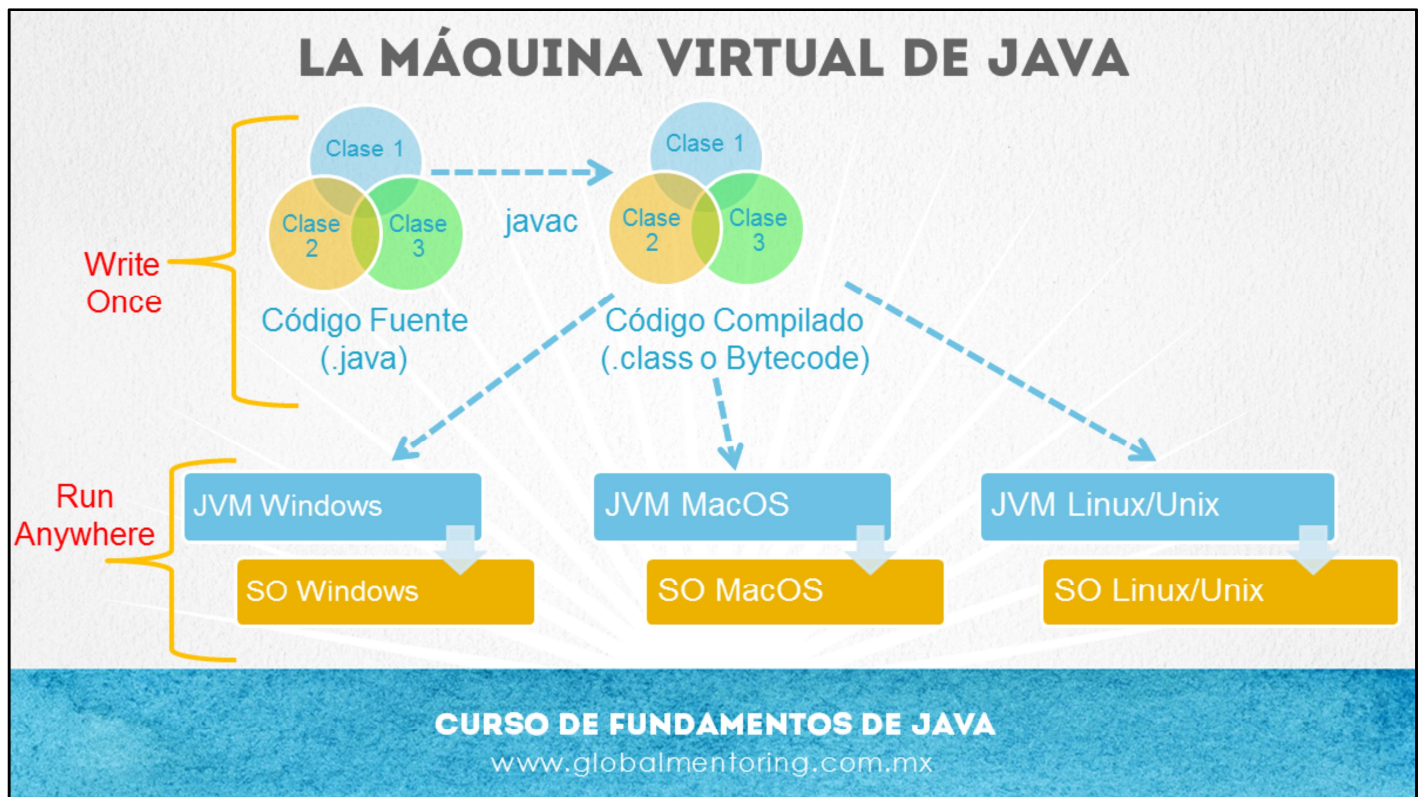 LA MÁQUINA VIRTUAL DE JAVA
Clase 1
Clase
2
Clase
3
javac
Clase 1
Clase
2
Clase
3
Write
Once
Código Fuente
(.java)
Código Compilado
(.class o Bytecode)
Run
Anywhere
JVM Windows
JVM MacOS
JVM Linux/Unix
SO Windows
SO MacOS
SO Linux/Unix
CURSO DE FUNDAMENTOS DE JAVA
www.globalmentoring.com.mx